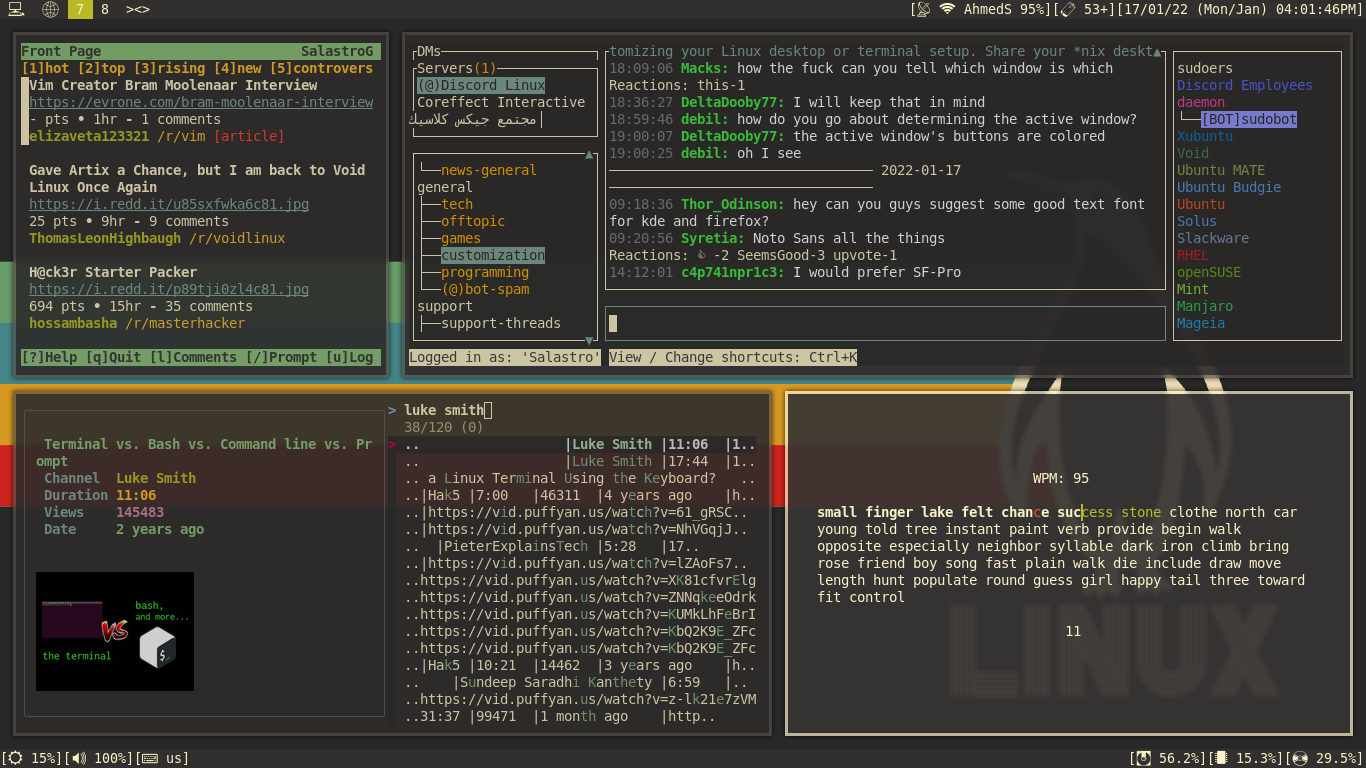 7 8 ><>
[ AhmedS 95%][ 53+][17/01/22 (Mon/Jan) 04:01:46PM]
Front Page SalastroG
[1]hot [2]top [3]rising [4]new [5]controvers
Vim Creator Bram Moolenaar Interview
https://evrone.com/bram-moolenaar-interview
- pts • 1hr - 1 comments
elizaveta123321 /r/vim [article]
Gave Artix a Chance, but I am back to Void
Linux Once Again
https://i.redd.it/u85sxfwka6c81.jpg
25 pts • 9hr - 9 comments
ThomasLeonHighbaugh /r/voidlinux
H@ck3r Starter Packer
https://i.redd.it/p89tji0zl4c81.jpg
694 pts • 15hr - 35 comments
hossambasha /r/masterhacker
[?]Help [q]Quit [l]Comments [/]Prompt [u]Log
DMs
Servers(1)
(@)Discord Linux
Coreffect Interactive
مجتمع جيكس كلاسيك
news-general
general
tech
offtopic
games
customization
programming
(@)bot-spam
support
support-threads
tomizing your Linux desktop or terminal setup. Share your *nix deskt
18:09:06 Macks: how the fuck can you tell which window is which
Reactions: this-1
18:36:27 DeltaDooby77: I will keep that in mind
18:59:46 debil: how do you go about determining the active window?
19:00:07 DeltaDooby77: the active window's buttons are colored
19:00:25 debil: oh I see
2022-01-17
09:18:36 Thor_Odinson: hey can you guys suggest some good text font
for kde and firefox?
09:20:56 Syretia: Noto Sans all the things
Reactions: 👍 -2 SeemsGood-3 upvote-1
14:12:01 c4p741npr1c3: I would prefer SF-Pro
Logged in as: 'Salastro' View / Change shortcuts: Ctrl+K
sudoers
Discord Employees
daemon
[BOT]sudobot
Xubuntu
Void
Ubuntu MATE
Ubuntu Budgie
Ubuntu
Solus
Slackware
RHEL
openSUSE
Mint
Manjaro
Mageia
Terminal vs. Bash vs. Command line vs. Pr
ompt
Channel Luke Smith
Duration 11:06
Views 145483
Date 2 years ago
bash,
and more...
VS
the terminal
$_
> luke smith
38/120 (0)
> .. |Luke Smith |11:06 |1..
.. |Luke Smith |17:44 |1..
.. a Linux Terminal Using the Keyboard? ..
..|Hak5 |7:00 |46311 |4 years ago |h..
..|https://vid.puffyan.us/watch?v=61_gRSC..
..|https://vid.puffyan.us/watch?v=NhVGqjJ..
.. |PieterExplainsTech |5:28 |17..
..|https://vid.puffyan.us/watch?v=lZAoFs7..
..https://vid.puffyan.us/watch?v=XK81cfvrElg
..https://vid.puffyan.us/watch?v=ZNNqkeeOdrk
..https://vid.puffyan.us/watch?v=KUMkLhFeBrI
..https://vid.puffyan.us/watch?v=KbQ2K9E_ZFc
..https://vid.puffyan.us/watch?v=KbQ2K9E_ZFc
..|Hak5 |10:21 |14462 |3 years ago |h..
.. |Sundeep Saradhi Kanthety |6:59 |..
..https://vid.puffyan.us/watch?v=z-lk21e7zVM
..31:37 |99471 |1 month ago |http..
WPM: 95
small finger lake felt chance success stone clothe north car
young told tree instant paint verb provide begin walk
opposite especially neighbor syllable dark iron climb bring
rose friend boy song fast plain walk die include draw move
length hunt populate round guess girl happy tail three toward
fit control
11
LINUX
[ 15%][ 100%][ us]
[ 56.2%][ 15.3%][ 29.5%]